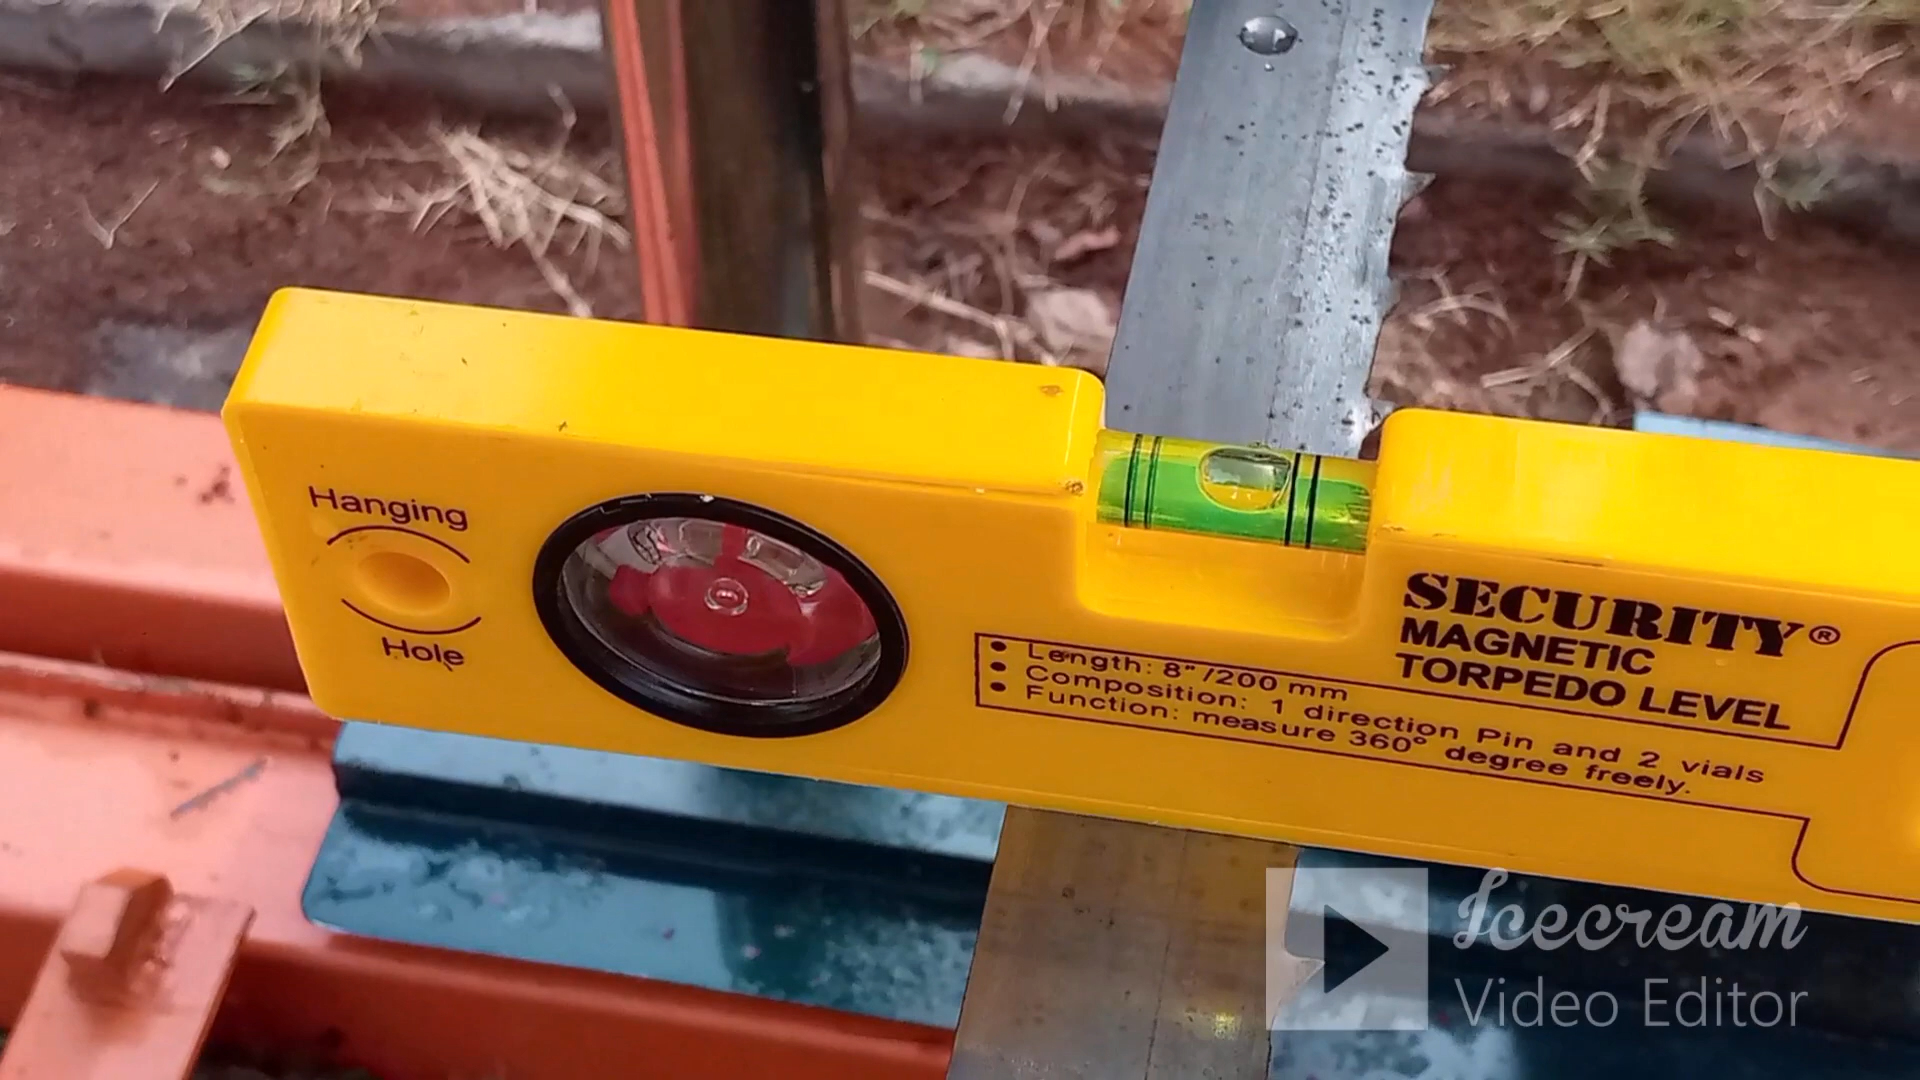 Hanging
Hole
SECURITY®
MAGNETIC
TORPEDO LEVEL
• Length: 8"/200 mm
• Composition: 1 direction Pin and 2 vials
• Function: measure 360° degree freely.
Icecream
Video Editor